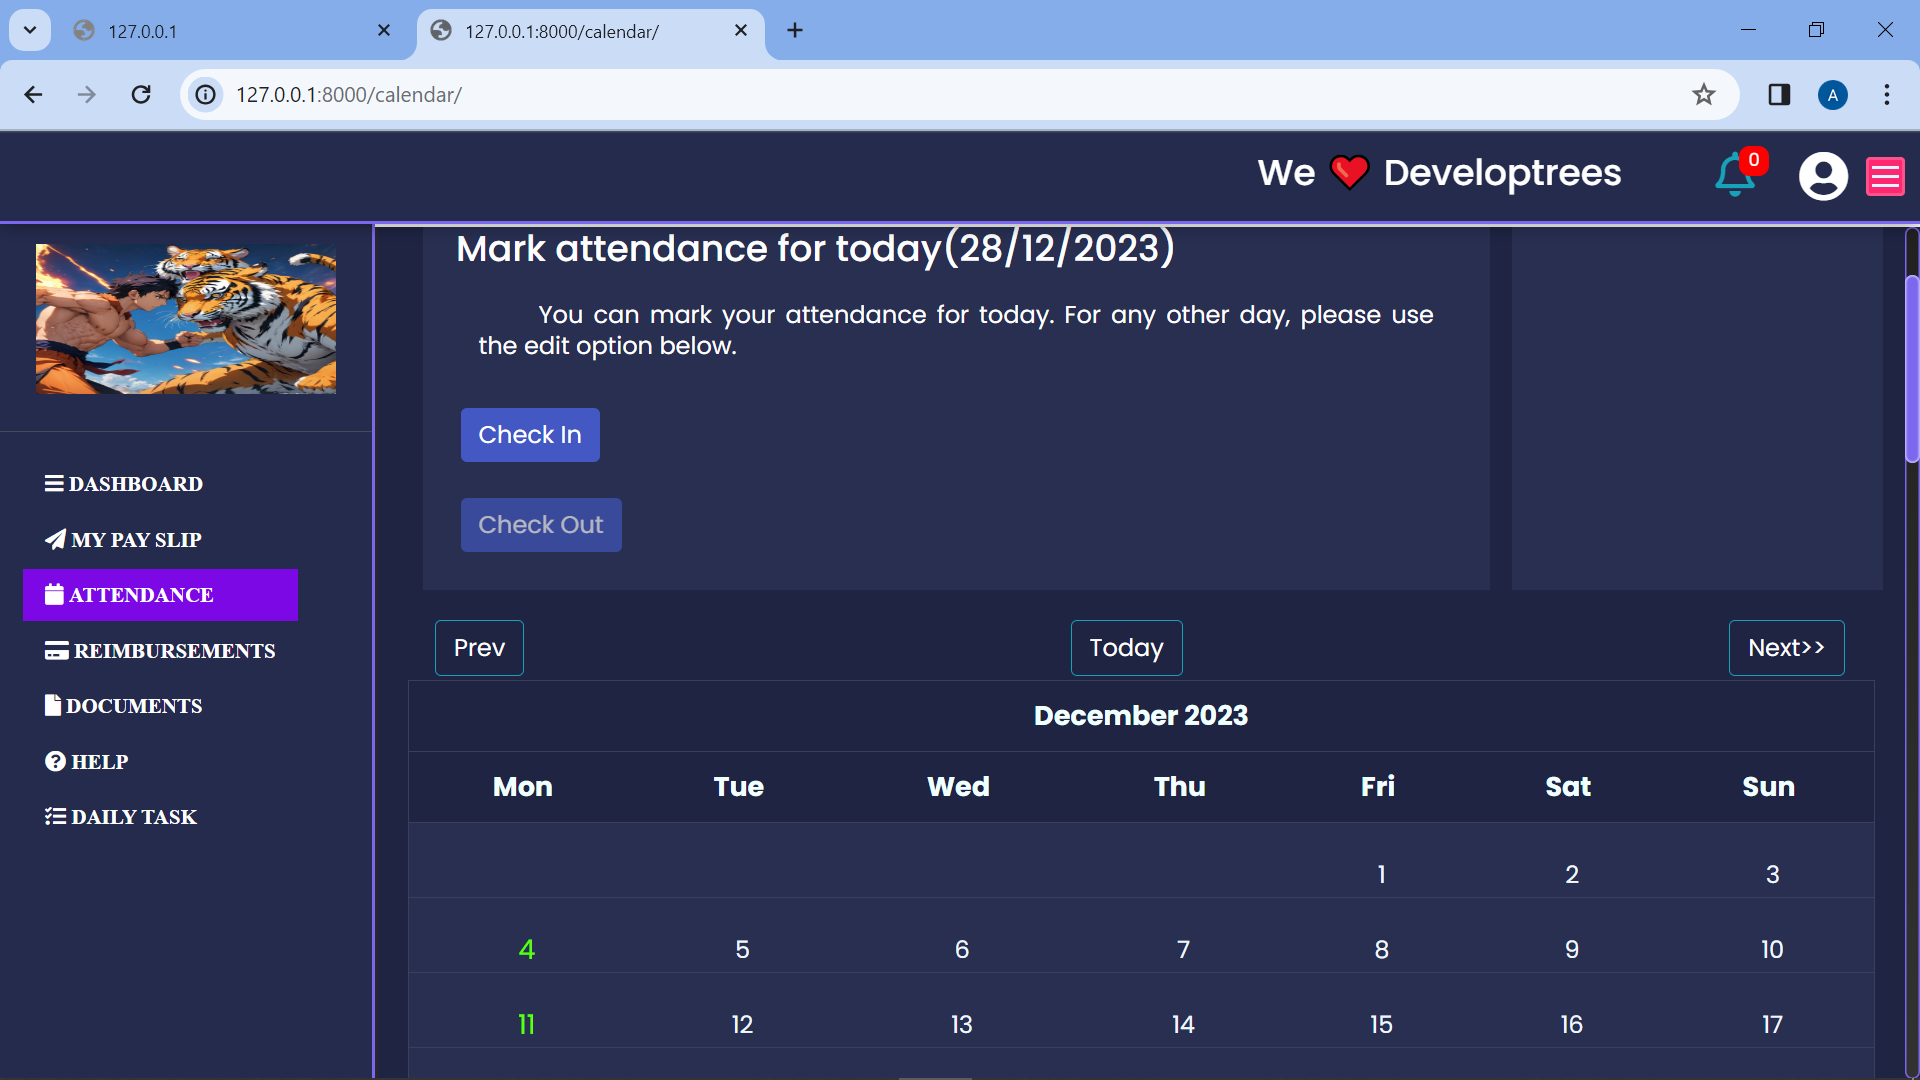 127.0.0.1
127.0.0.1:8000/calendar/
127.0.0.1:8000/calendar/
A
We ❤ Developtrees
0
Mark attendance for today(28/12/2023)
You can mark your attendance for today. For any other day, please use
the edit option below.
Check In
Check Out
DASHBOARD
MY PAY SLIP
ATTENDANCE
REIMBURSEMENTS
DOCUMENTS
HELP
DAILY TASK
Prev Today Next>>
December 2023
Mon Tue Wed Thu Fri Sat Sun
1 2 3
4 5 6 7 8 9 10
11 12 13 14 15 16 17